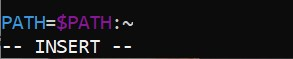 PATH=$PATH:~
-- INSERT --